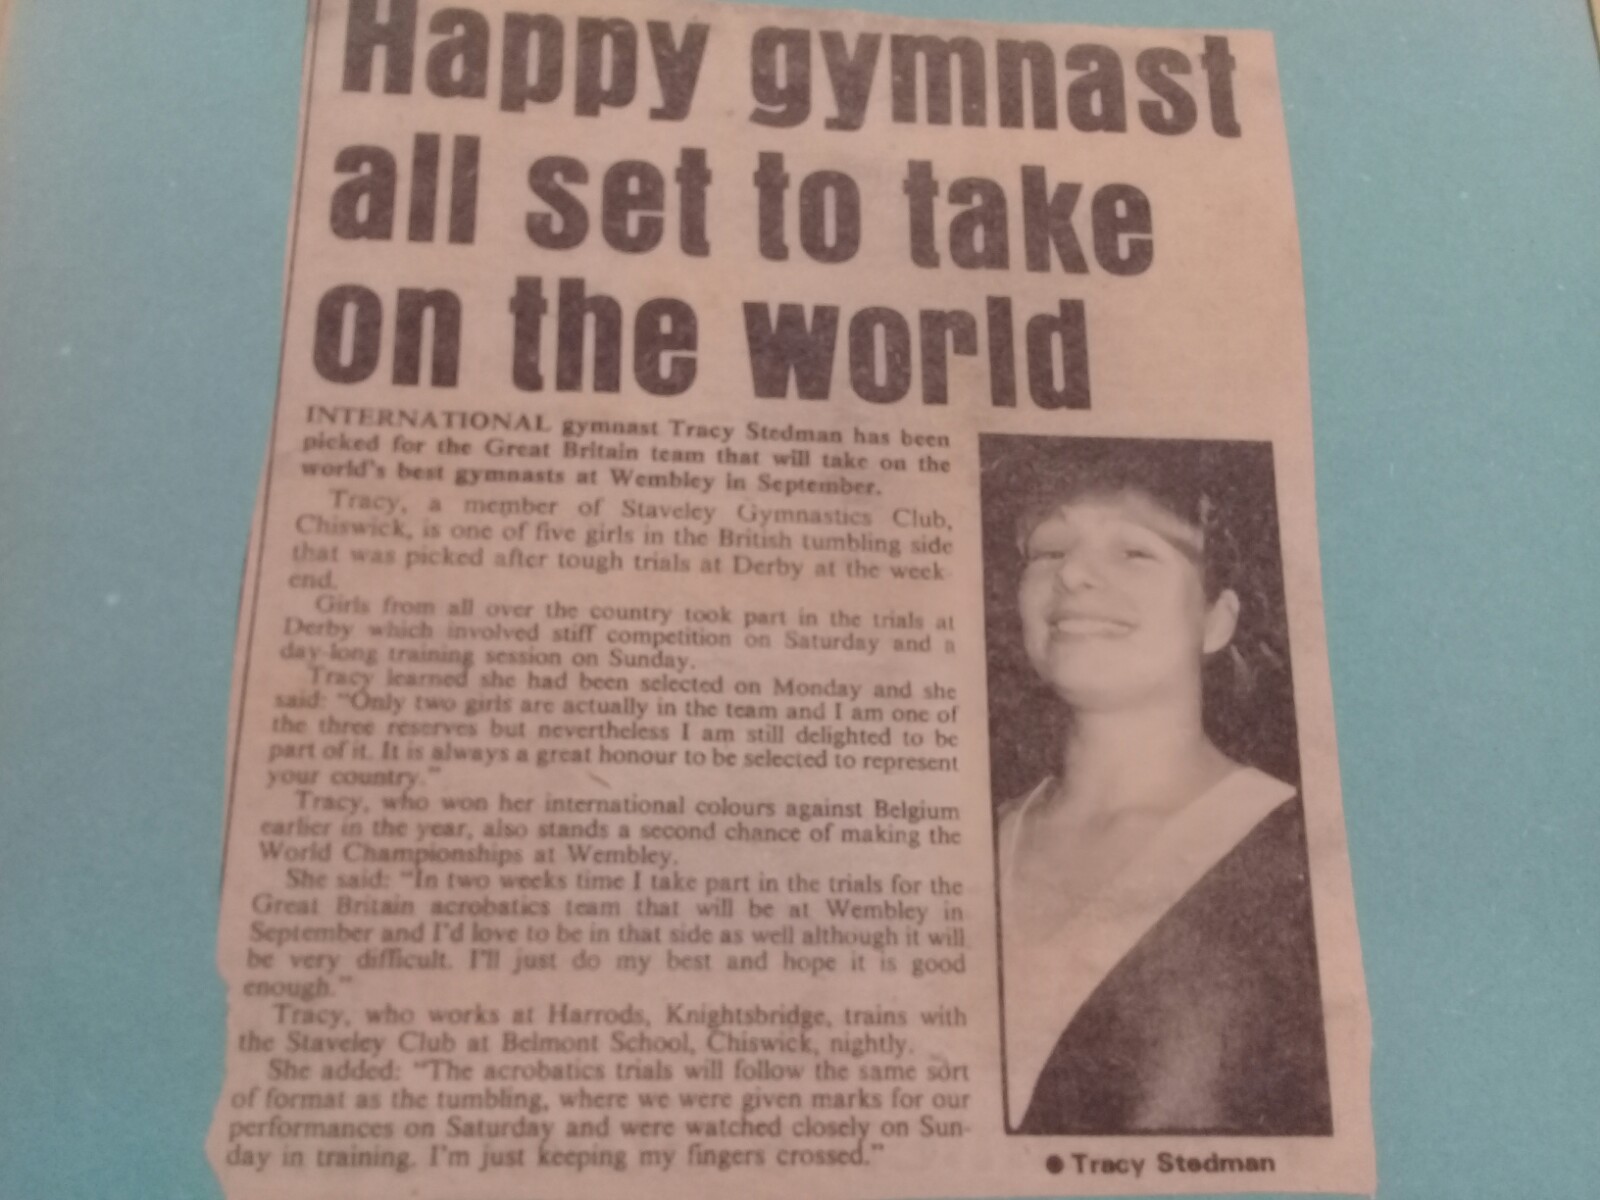 Happy gymnast
all set to take
on the world
INTERNATIONAL gymnast Tracy Stedman has been
picked for the Great Britain team that will take on the
world's best gymnasts at Wembley in September.
Tracy, a member of Staveley Gymnastics Club,
Chiswick, is one of five girls in the British tumbling side
that was picked after tough trials at Derby at the week-
end.
Girls from all over the country took part in the trials at
Derby which involved stiff competition on Saturday and a
day-long training session on Sunday.
Tracy learned she had been selected on Monday and she
said: "Only two girls are actually in the team and I am one of
the three reserves but nevertheless I am still delighted to be
part of it. It is always a great honour to be selected to represent
your country."
Tracy, who won her international colours against Belgium
earlier in the year, also stands a second chance of making the
World Championships at Wembley.
She said: "In two weeks time I take part in the trials for the
Great Britain acrobatics team that will be at Wembley in
September and I'd love to be in that side as well although it will
be very difficult. I'll just do my best and hope it is good
enough."
Tracy, who works at Harrods, Knightsbridge, trains with
the Staveley Club at Belmont School, Chiswick, nightly.
She added: "The acrobatics trials will follow the same sort
of format as the tumbling, where we were given marks for our
performances on Saturday and were watched closely on Sun-
day in training. I'm just keeping my fingers crossed."
● Tracy Stedman